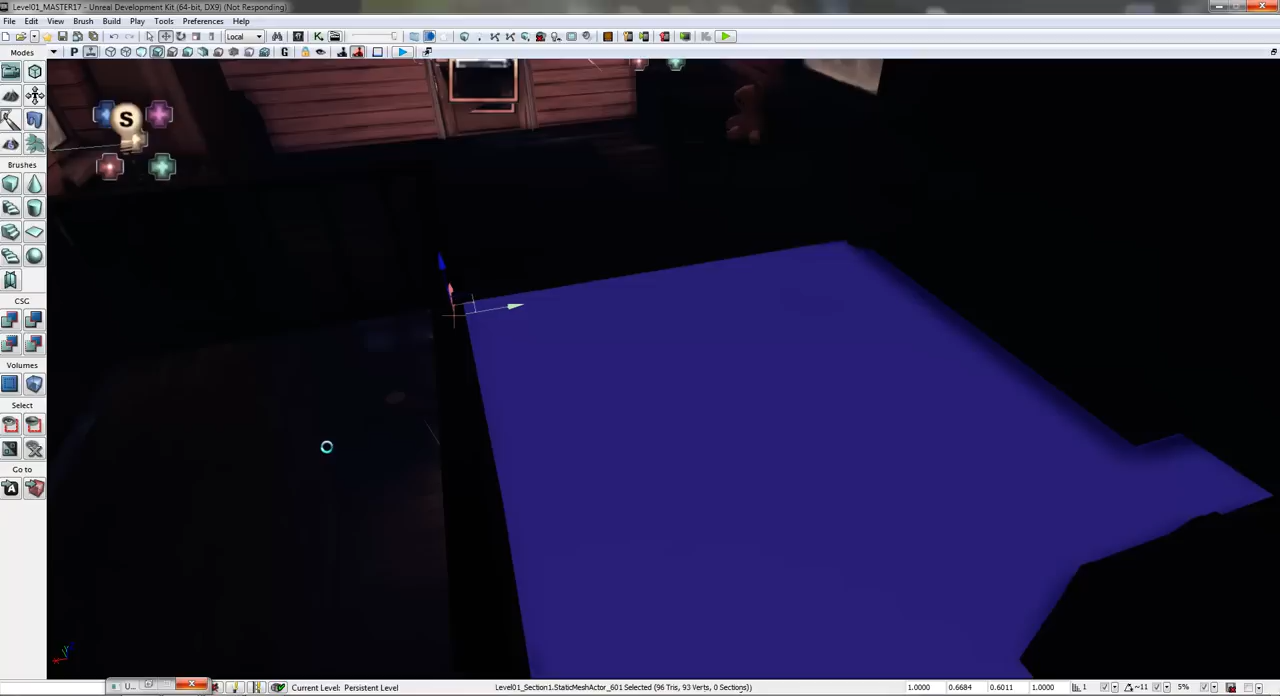 Level01_MASTER17 - Unreal Development Kit (64-bit, DX9) (Not Responding)
File Edit View Brush Build Play Tools Preferences Help
Local
Modes
P
G
S
Brushes
CSG
Volumes
Select
Go to
U...
Current Level: Persistent Level
Level01_Section1.StaticMeshActor_601 Selected (96 Tris, 93 Verts, 0 Sections))
1.0000 0.6684 0.6011 1.0000 1 ~11 5%